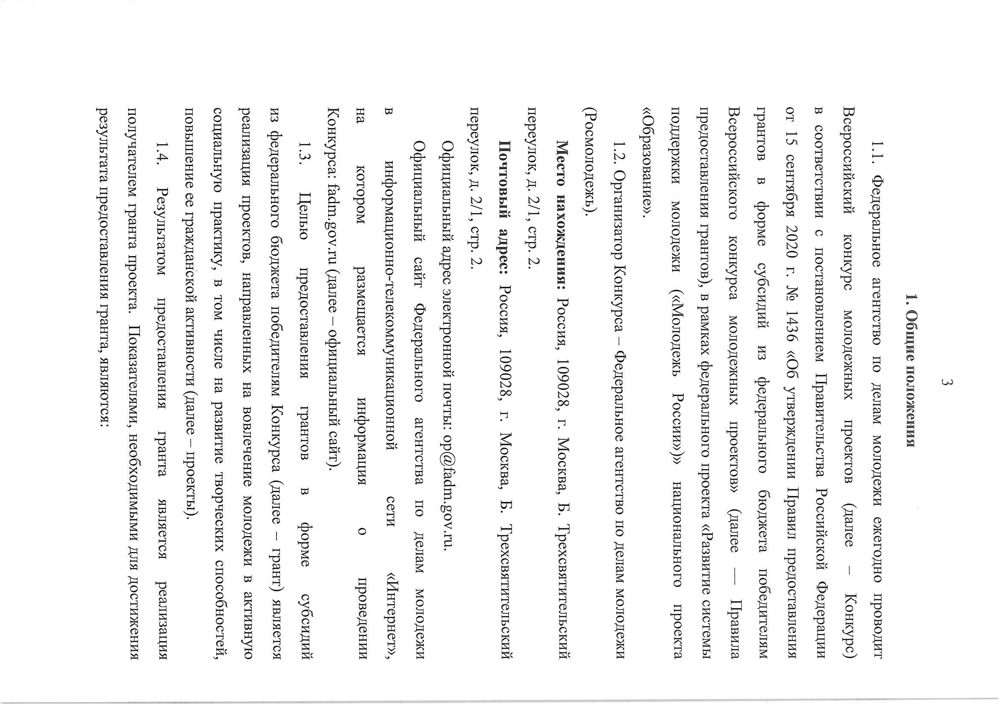 3
1. Общие положения
1.1. Федеральное агентство по делам молодежи ежегодно проводит
Всероссийский конкурс молодежных проектов (далее – Конкурс)
в соответствии с постановлением Правительства Российской Федерации
от 15 сентября 2020 г. № 1436 «Об утверждении Правил предоставления
грантов в форме субсидий из федерального бюджета победителям
Всероссийского конкурса молодежных проектов» (далее — Правила
предоставления грантов), в рамках федерального проекта «Развитие системы
поддержки молодежи («Молодежь России»)» национального проекта
«Образование».
1.2. Организатор Конкурса – Федеральное агентство по делам молодежи
(Росмолодежь).
Место нахождения: Россия, 109028, г. Москва, Б. Трехсвятительский
переулок, д. 2/1, стр. 2.
Почтовый адрес: Россия, 109028, г. Москва, Б. Трехсвятительский
переулок, д. 2/1, стр. 2.
Официальный адрес электронной почты: op@fadm.gov.ru.
Официальный сайт Федерального агентства по делам молодежи
в информационно-телекоммуникационной сети «Интернет»,
на котором размещается информация о проведении
Конкурса: fadm.gov.ru (далее – официальный сайт).
1.3. Целью предоставления грантов в форме субсидий
из федерального бюджета победителям Конкурса (далее – грант) является
реализация проектов, направленных на вовлечение молодежи в активную
социальную практику, в том числе на развитие творческих способностей,
повышение ее гражданской активности (далее – проекты).
1.4. Результатом предоставления гранта является реализация
получателем гранта проекта. Показателями, необходимыми для достижения
результата предоставления гранта, являются: